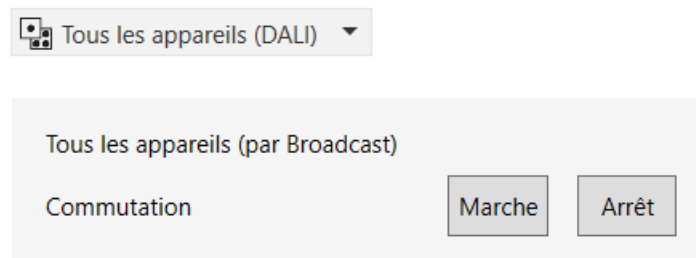 Tous les appareils (DALI)
Tous les appareils (par Broadcast)
Commutation Marche Arrêt